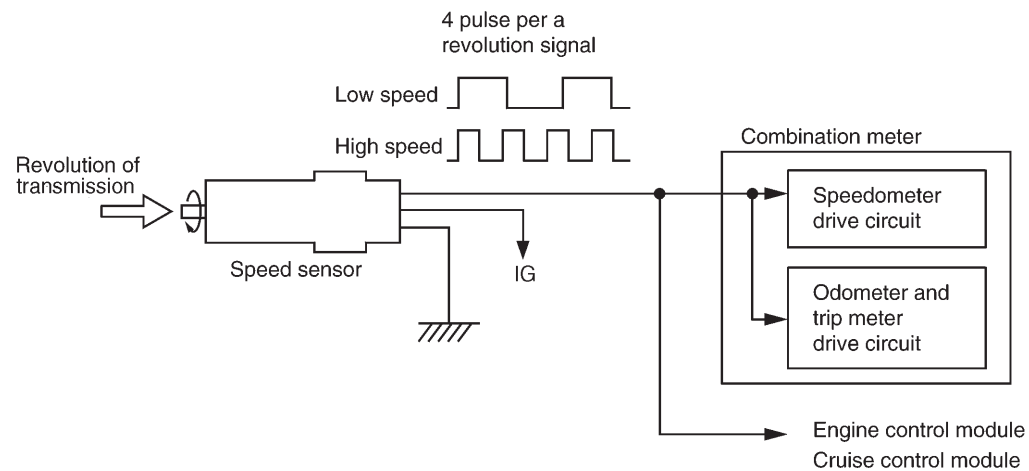 4 pulse per a
revolution signal
Low speed
High speed
Combination meter
Revolution of
transmission
Speedometer
drive circuit
Speed sensor
IG
Odometer and
trip meter
drive circuit
Engine control module
Cruise control module